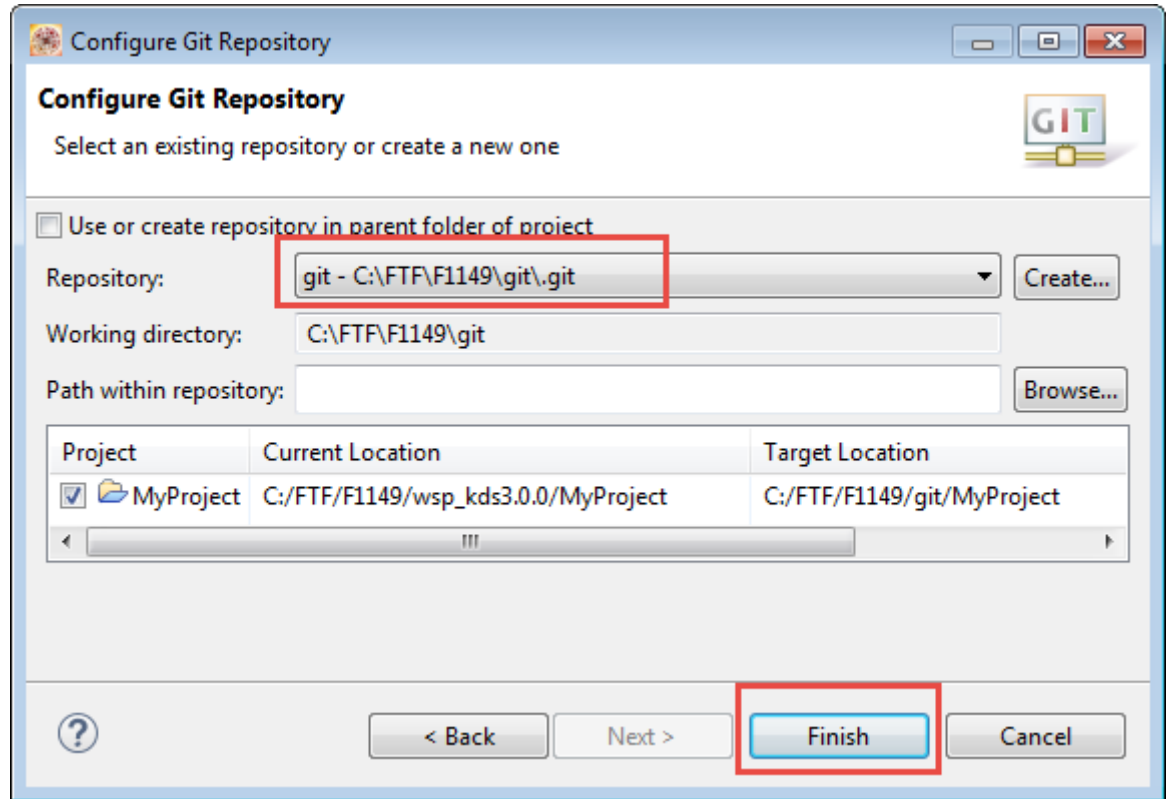 Configure Git Repository
Configure Git Repository
Select an existing repository or create a new one
GIT
Use or create repository in parent folder of project
Repository: git - C:\FTF\F1149\git\.git Create...
Working directory: C:\FTF\F1149\git
Path within repository: Browse...
Project Current Location Target Location
MyProject C:/FTF/F1149/wsp_kds3.0.0/MyProject C:/FTF/F1149/git/MyProject
? < Back Next > Finish Cancel